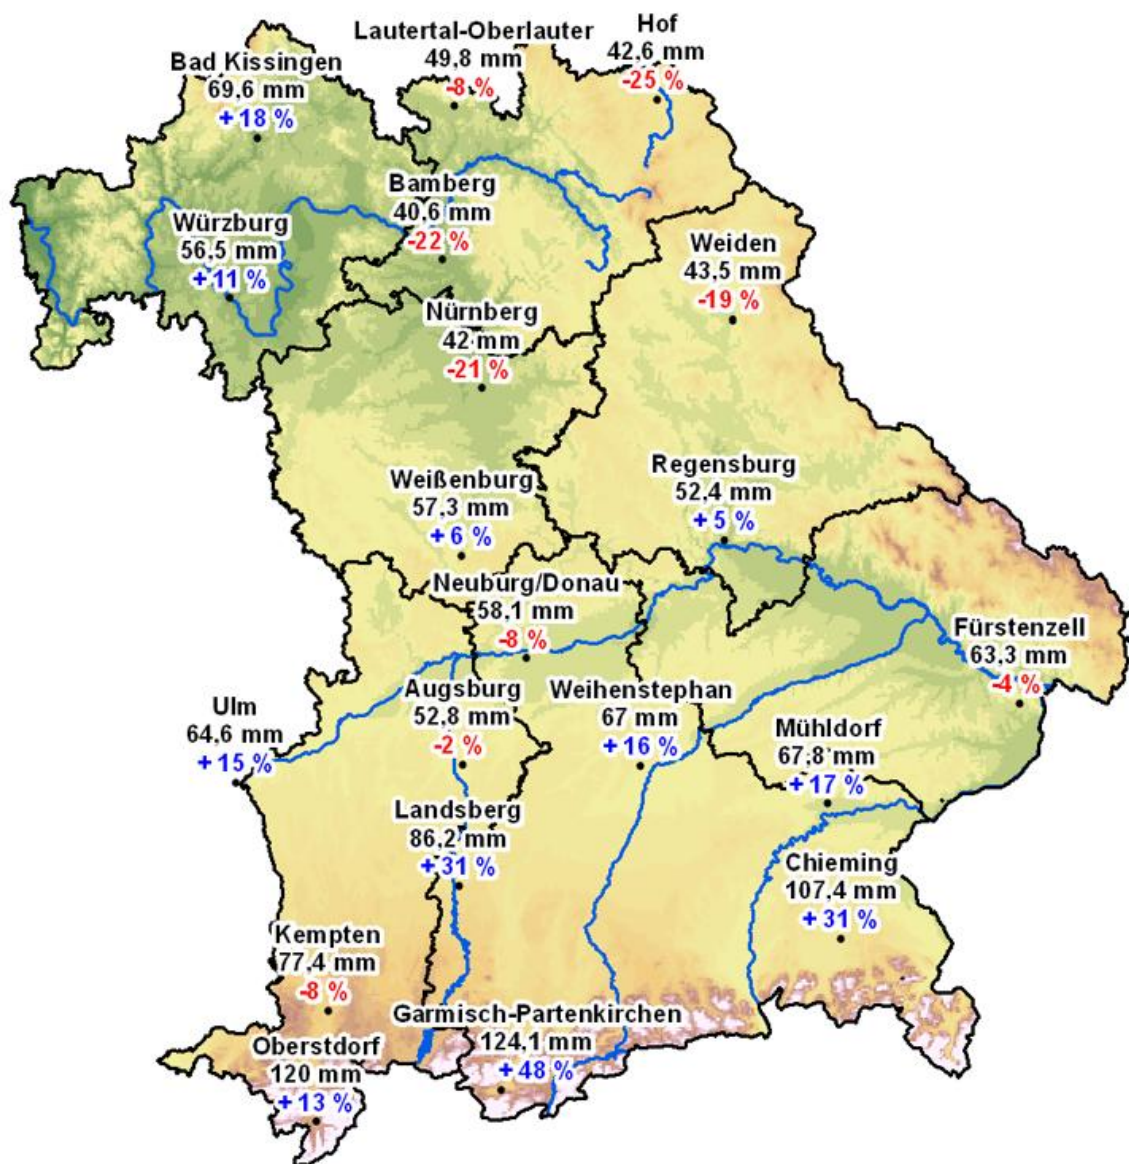 Lautertal-Oberlauter
49,8 mm
-8 %
Hof
42,6 mm
-25 %
Bad Kissingen
69,6 mm
+18 %
Bamberg
40,6 mm
-22 %
Würzburg
56,5 mm
+11 %
Weiden
43,5 mm
-19 %
Nürnberg
42 mm
-21 %
Regensburg
52,4 mm
+5 %
Weißenburg
57,3 mm
+6 %
Neuburg/Donau
58,1 mm
-8 %
Fürstenzell
63,3 mm
-4 %
Augsburg
52,8 mm
-2 %
Weihenstephan
67 mm
+16 %
Ulm
64,6 mm
+15 %
Mühldorf
67,8 mm
+17 %
Landsberg
86,2 mm
+31 %
Chieming
107,4 mm
+31 %
Kempten
77,4 mm
-8 %
Garmisch-Partenkirchen
124,1 mm
+48 %
Oberstdorf
120 mm
+13 %